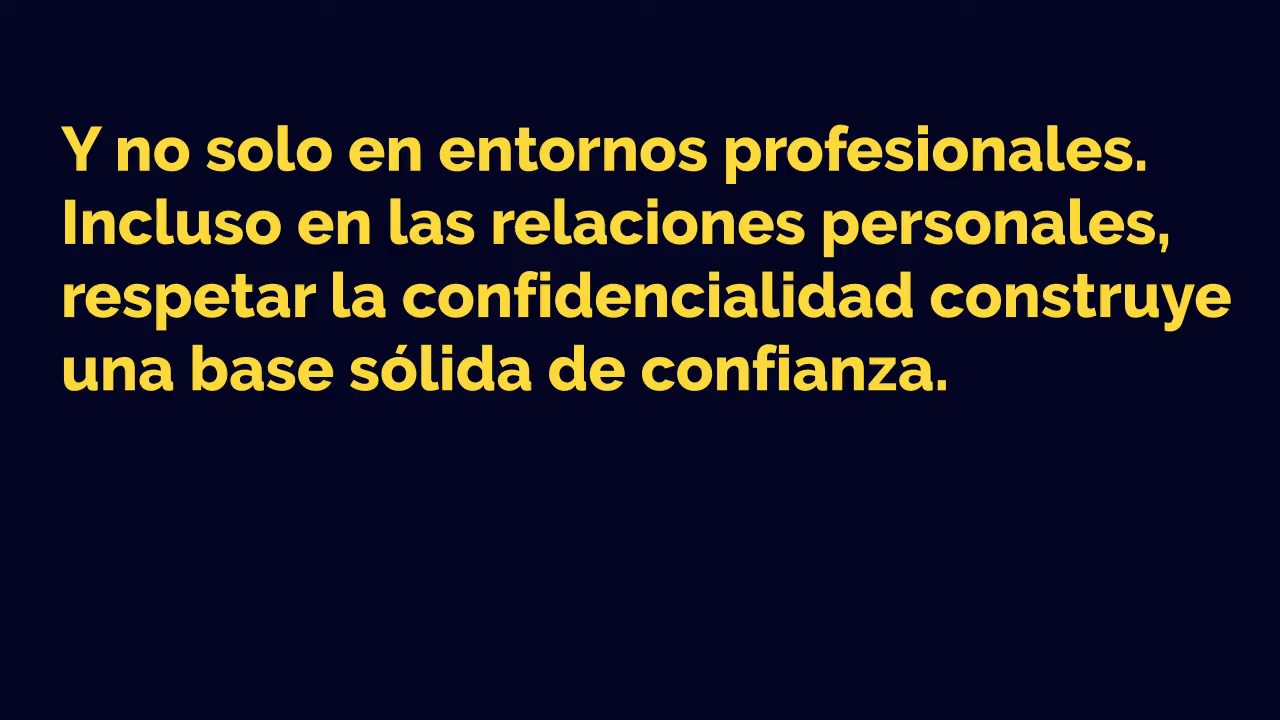 Y no solo en entornos profesionales.
Incluso en las relaciones personales,
respetar la confidencialidad construye
una base sólida de confianza.